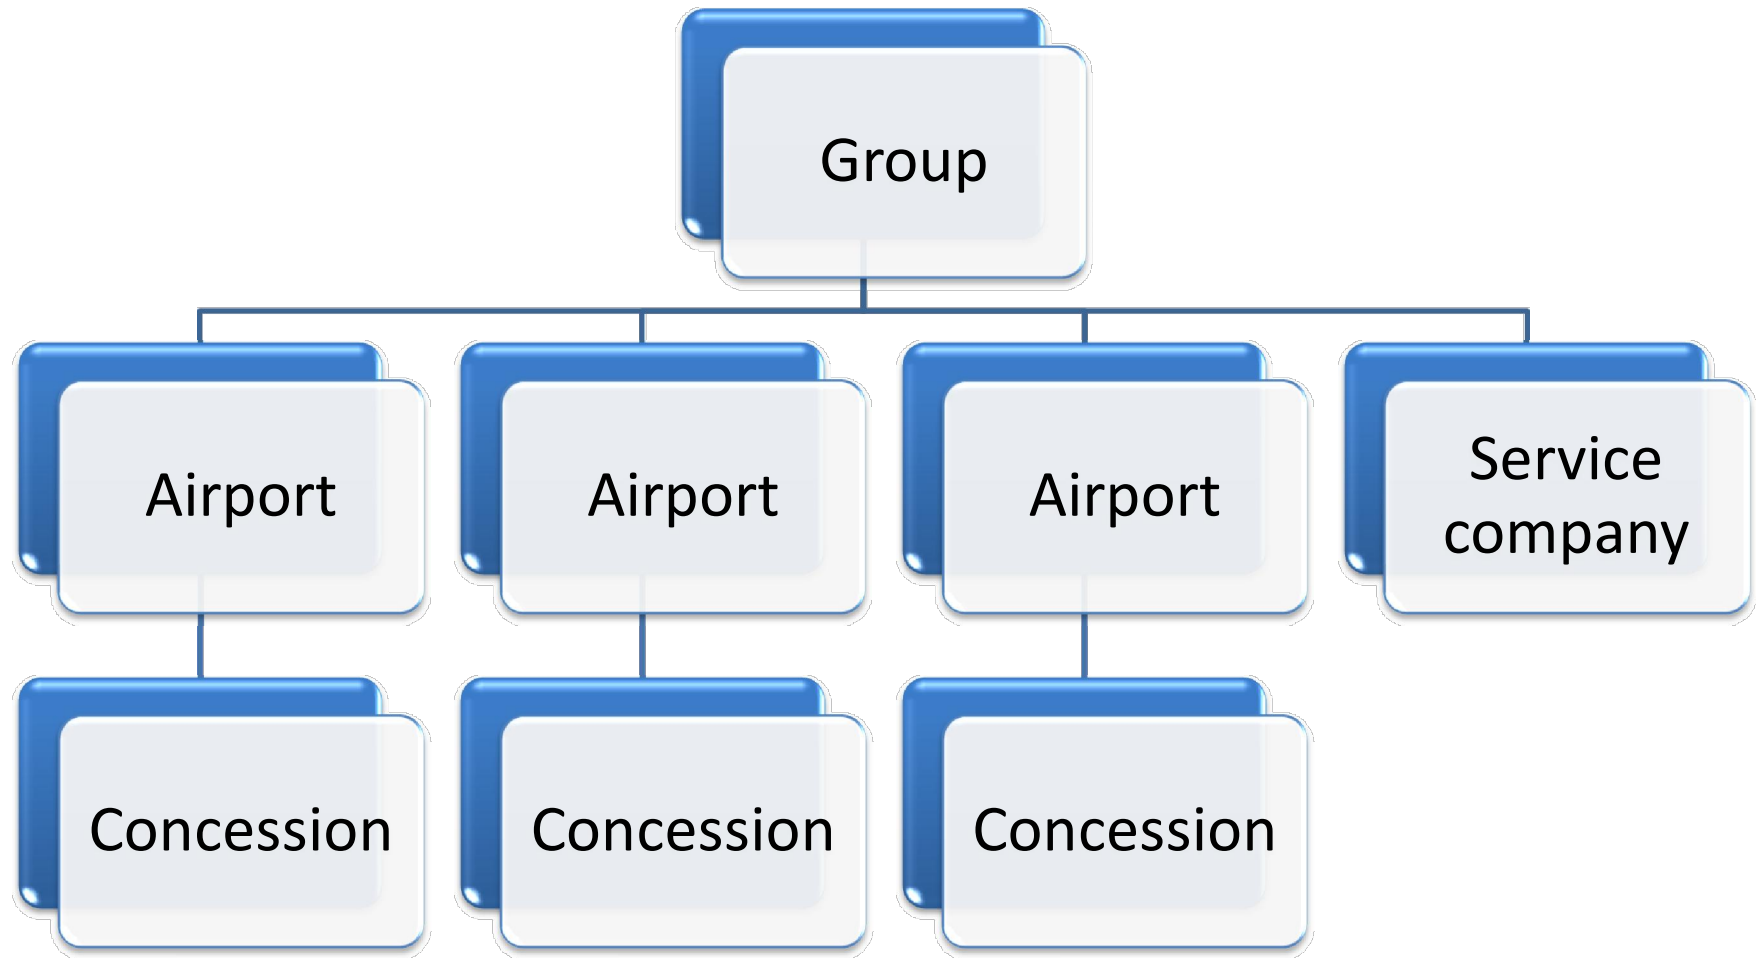 Group
Airport
Airport
Airport
Service
company
Concession
Concession
Concession